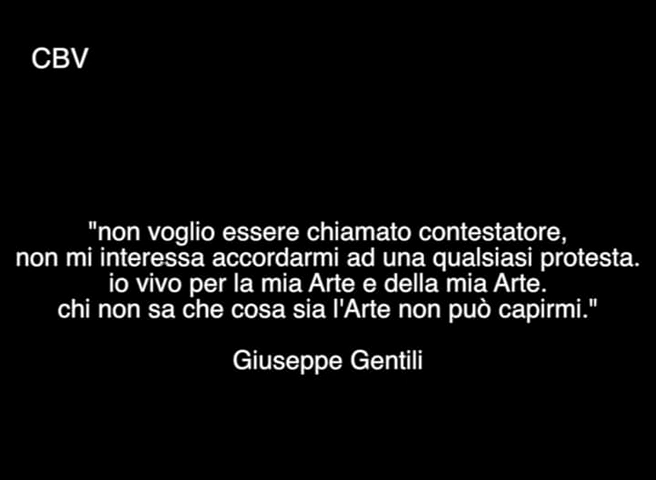 CBV
"non voglio essere chiamato contestatore,
non mi interessa accordarmi ad una qualsiasi protesta.
io vivo per la mia Arte e della mia Arte.
chi non sa che cosa sia l'Arte non può capirmi."
Giuseppe Gentili